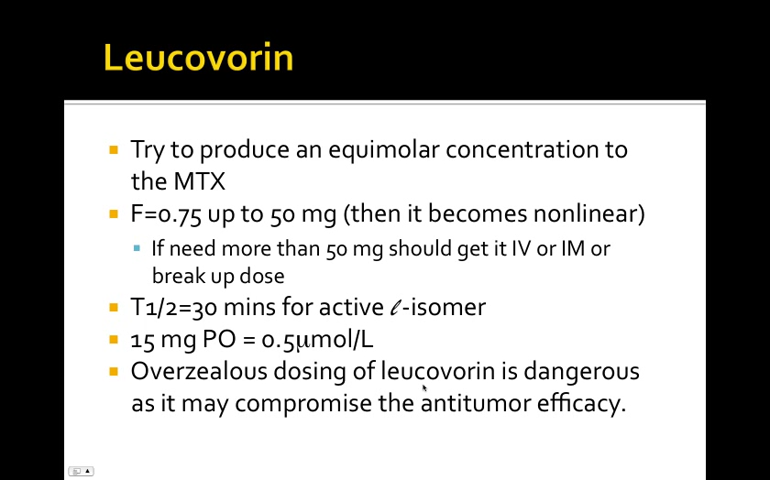 Leucovorin
Try to produce an equimolar concentration to
the MTX
F=0.75 up to 50 mg (then it becomes nonlinear)
If need more than 50 mg should get it IV or IM or
break up dose
T1/2=30 mins for active ℓ-isomer
15 mg PO = 0.5μmol/L
Overzealous dosing of leucovorin is dangerous
as it may compromise the antitumor efficacy.